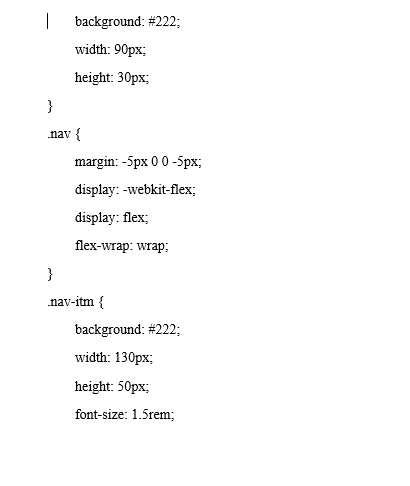 background: #222;
width: 90px;
height: 30px;
}
.nav {
margin: -5px 0 0 -5px;
display: -webkit-flex;
display: flex;
flex-wrap: wrap;
}
.nav-itm {
background: #222;
width: 130px;
height: 50px;
font-size: 1.5rem;